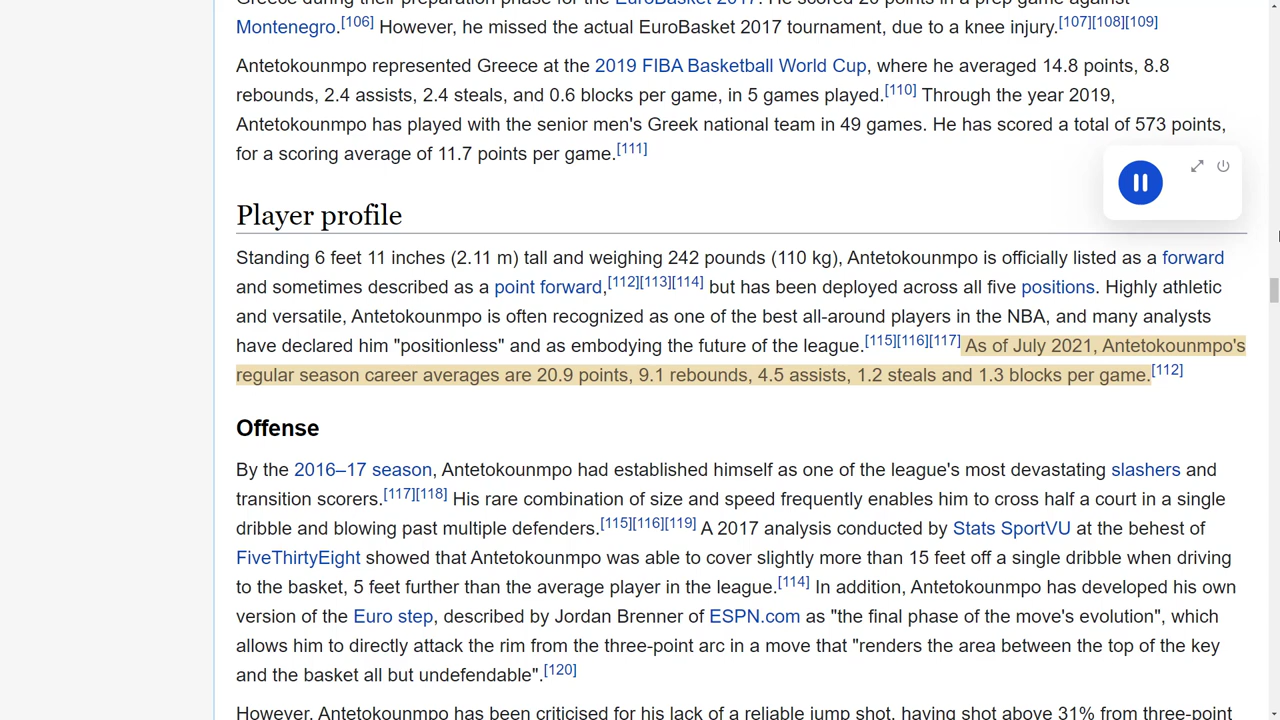 Greece during their preparation phase for the EuroBasket 2017. He scored 20 points in a prep game against
Montenegro.[106] However, he missed the actual EuroBasket 2017 tournament, due to a knee injury.[107][108][109]
Antetokounmpo represented Greece at the 2019 FIBA Basketball World Cup, where he averaged 14.8 points, 8.8
rebounds, 2.4 assists, 2.4 steals, and 0.6 blocks per game, in 5 games played.[110] Through the year 2019,
Antetokounmpo has played with the senior men's Greek national team in 49 games. He has scored a total of 573 points,
for a scoring average of 11.7 points per game.[111]
Player profile
Standing 6 feet 11 inches (2.11 m) tall and weighing 242 pounds (110 kg), Antetokounmpo is officially listed as a forward
and sometimes described as a point forward,[112][113][114] but has been deployed across all five positions. Highly athletic
and versatile, Antetokounmpo is often recognized as one of the best all-around players in the NBA, and many analysts
have declared him "positionless" and as embodying the future of the league.[115][116][117] As of July 2021, Antetokounmpo's
regular season career averages are 20.9 points, 9.1 rebounds, 4.5 assists, 1.2 steals and 1.3 blocks per game.[112]
Offense
By the 2016–17 season, Antetokounmpo had established himself as one of the league's most devastating slashers and
transition scorers.[117][118] His rare combination of size and speed frequently enables him to cross half a court in a single
dribble and blowing past multiple defenders.[115][116][119] A 2017 analysis conducted by Stats SportVU at the behest of
FiveThirtyEight showed that Antetokounmpo was able to cover slightly more than 15 feet off a single dribble when driving
to the basket, 5 feet further than the average player in the league.[114] In addition, Antetokounmpo has developed his own
version of the Euro step, described by Jordan Brenner of ESPN.com as "the final phase of the move's evolution", which
allows him to directly attack the rim from the three-point arc in a move that "renders the area between the top of the key
and the basket all but undefendable".[120]
However, Antetokounmpo has been criticised for his lack of a reliable jump shot, having shot above 31% from three-point